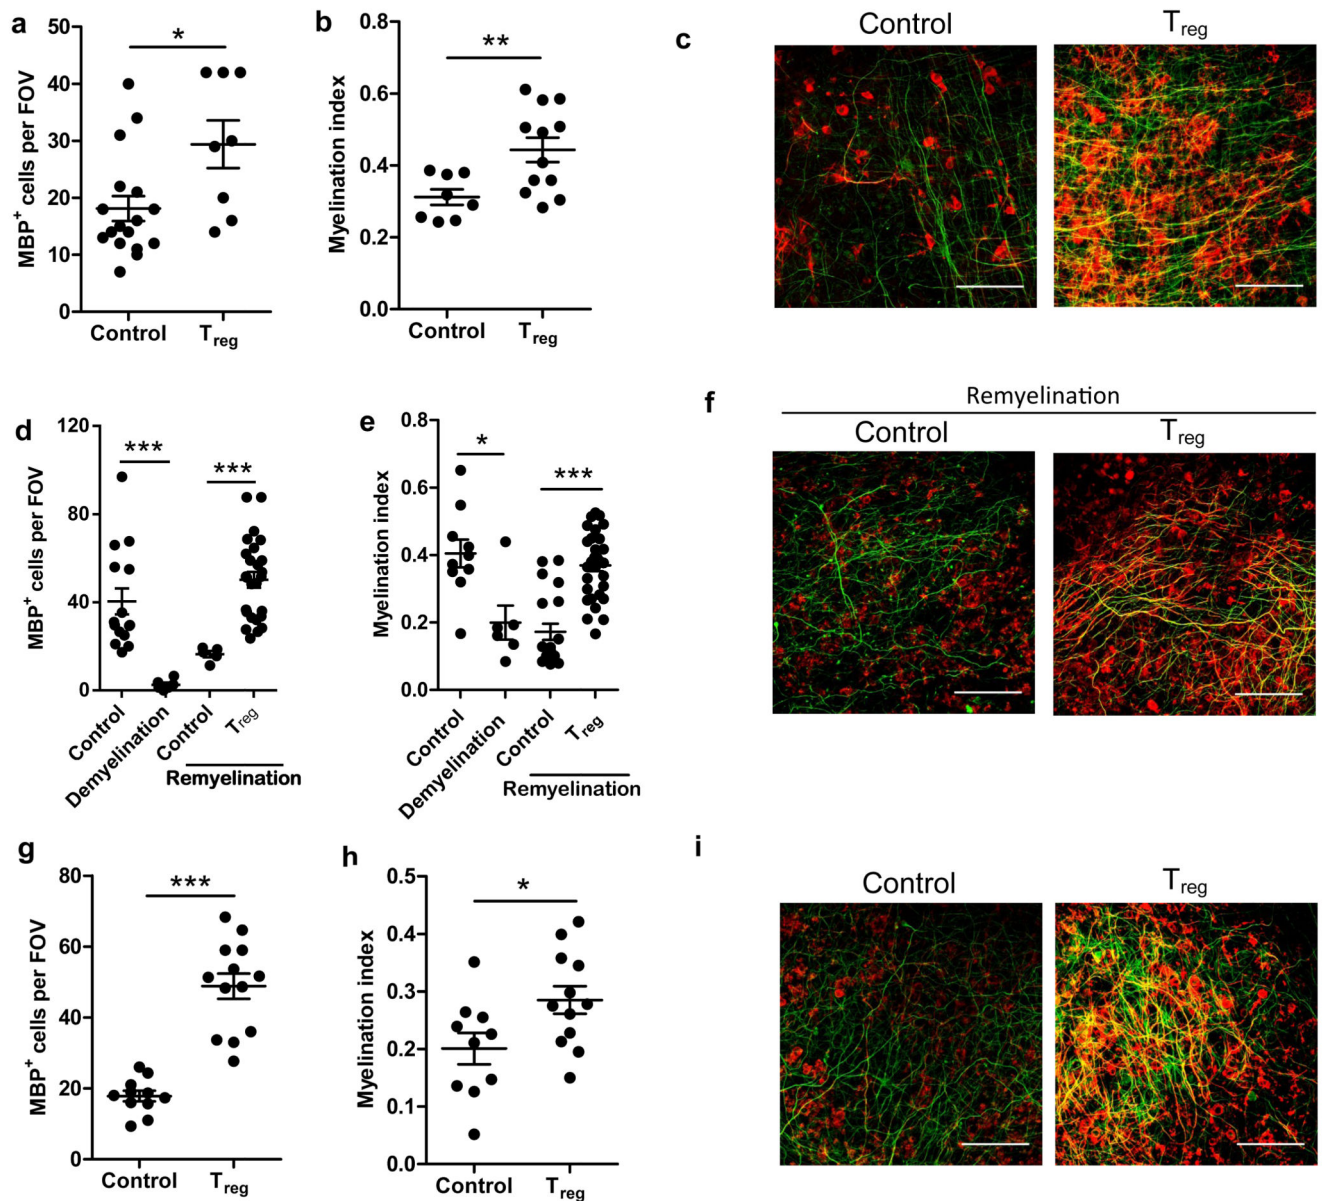 a
50
40
30
20
10
0
MBP+ cells per FOV
*
Control
Treg
b
0.8
0.6
0.4
0.2
0.0
Myelination index
**
Control
Treg
c
Control
Treg
d
120
80
40
0
MBP+ cells per FOV
***
***
Control
Demyelination
Control
Treg
Remyelination
e
0.8
0.6
0.4
0.2
0.0
Myelination index
*
***
Control
Demyelination
Control
Treg
Remyelination
f
Remyelination
Control
Treg
g
80
60
40
20
0
MBP+ cells per FOV
***
Control
Treg
h
0.5
0.4
0.3
0.2
0.1
0.0
Myelination index
*
Control
Treg
i
Control
Treg